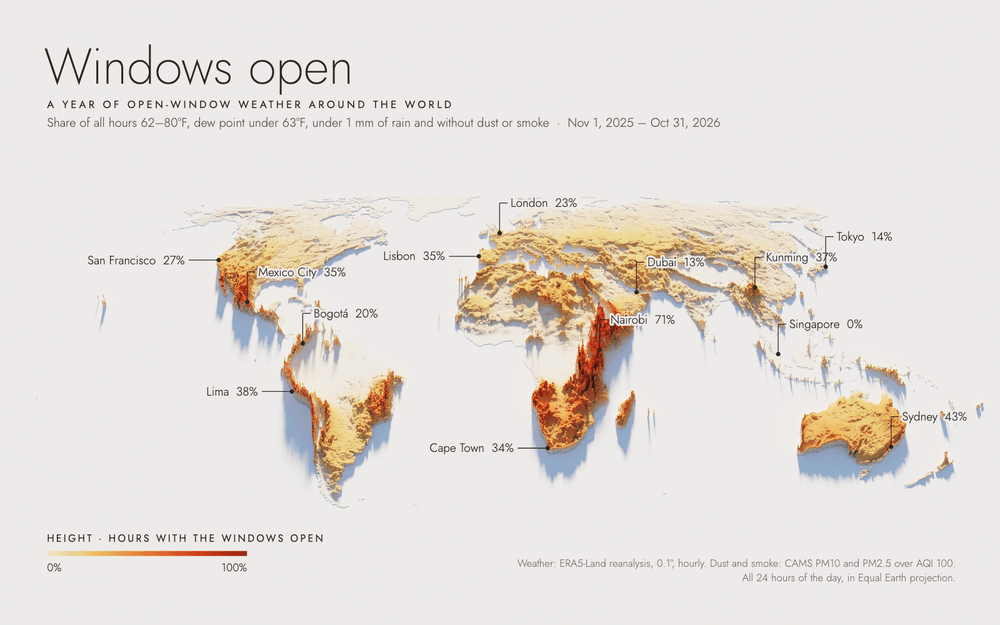 Windows open
A YEAR OF OPEN-WINDOW WEATHER AROUND THE WORLD
Share of all hours 62–80°F, dew point under 63°F, under 1 mm of rain and without dust or smoke · Nov 1, 2025 – Oct 31, 2026
London 23%
Tokyo 14%
San Francisco 27%
Lisbon 35%
Kunming 37%
Dubai 13%
Mexico City 35%
Bogotá 20%
Nairobi 71%
Singapore 0%
Lima 38%
Sydney 43%
Cape Town 34%
HEIGHT · HOURS WITH THE WINDOWS OPEN
0% 100%
Weather: ERA5-Land reanalysis, 0.1°, hourly. Dust and smoke: CAMS PM10 and PM2.5 over AQI 100.
All 24 hours of the day, in Equal Earth projection.